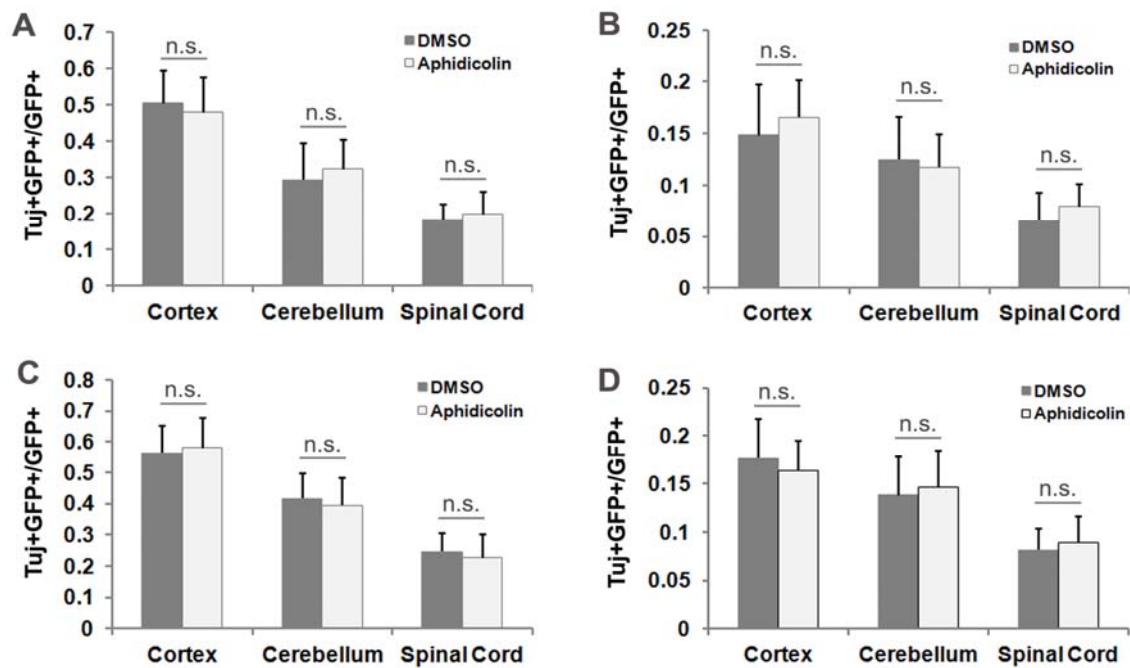 A
Tuj+GFP+/GFP+
0.7
0.6
0.5
0.4
0.3
0.2
0.1
0
n.s.
n.s.
n.s.
DMSO
Aphidicolin
Cortex
Cerebellum
Spinal Cord
B
Tuj+GFP+/GFP+
0.25
0.2
0.15
0.1
0.05
0
n.s.
n.s.
n.s.
DMSO
Aphidicolin
Cortex
Cerebellum
Spinal Cord
C
Tuj+GFP+/GFP+
0.8
0.7
0.6
0.5
0.4
0.3
0.2
0.1
0
n.s.
n.s.
n.s.
DMSO
Aphidicolin
Cortex
Cerebellum
Spinal Cord
D
Tuj+GFP+/GFP+
0.25
0.2
0.15
0.1
0.05
0
n.s.
n.s.
n.s.
DMSO
Aphidicolin
Cortex
Cerebellum
Spinal Cord